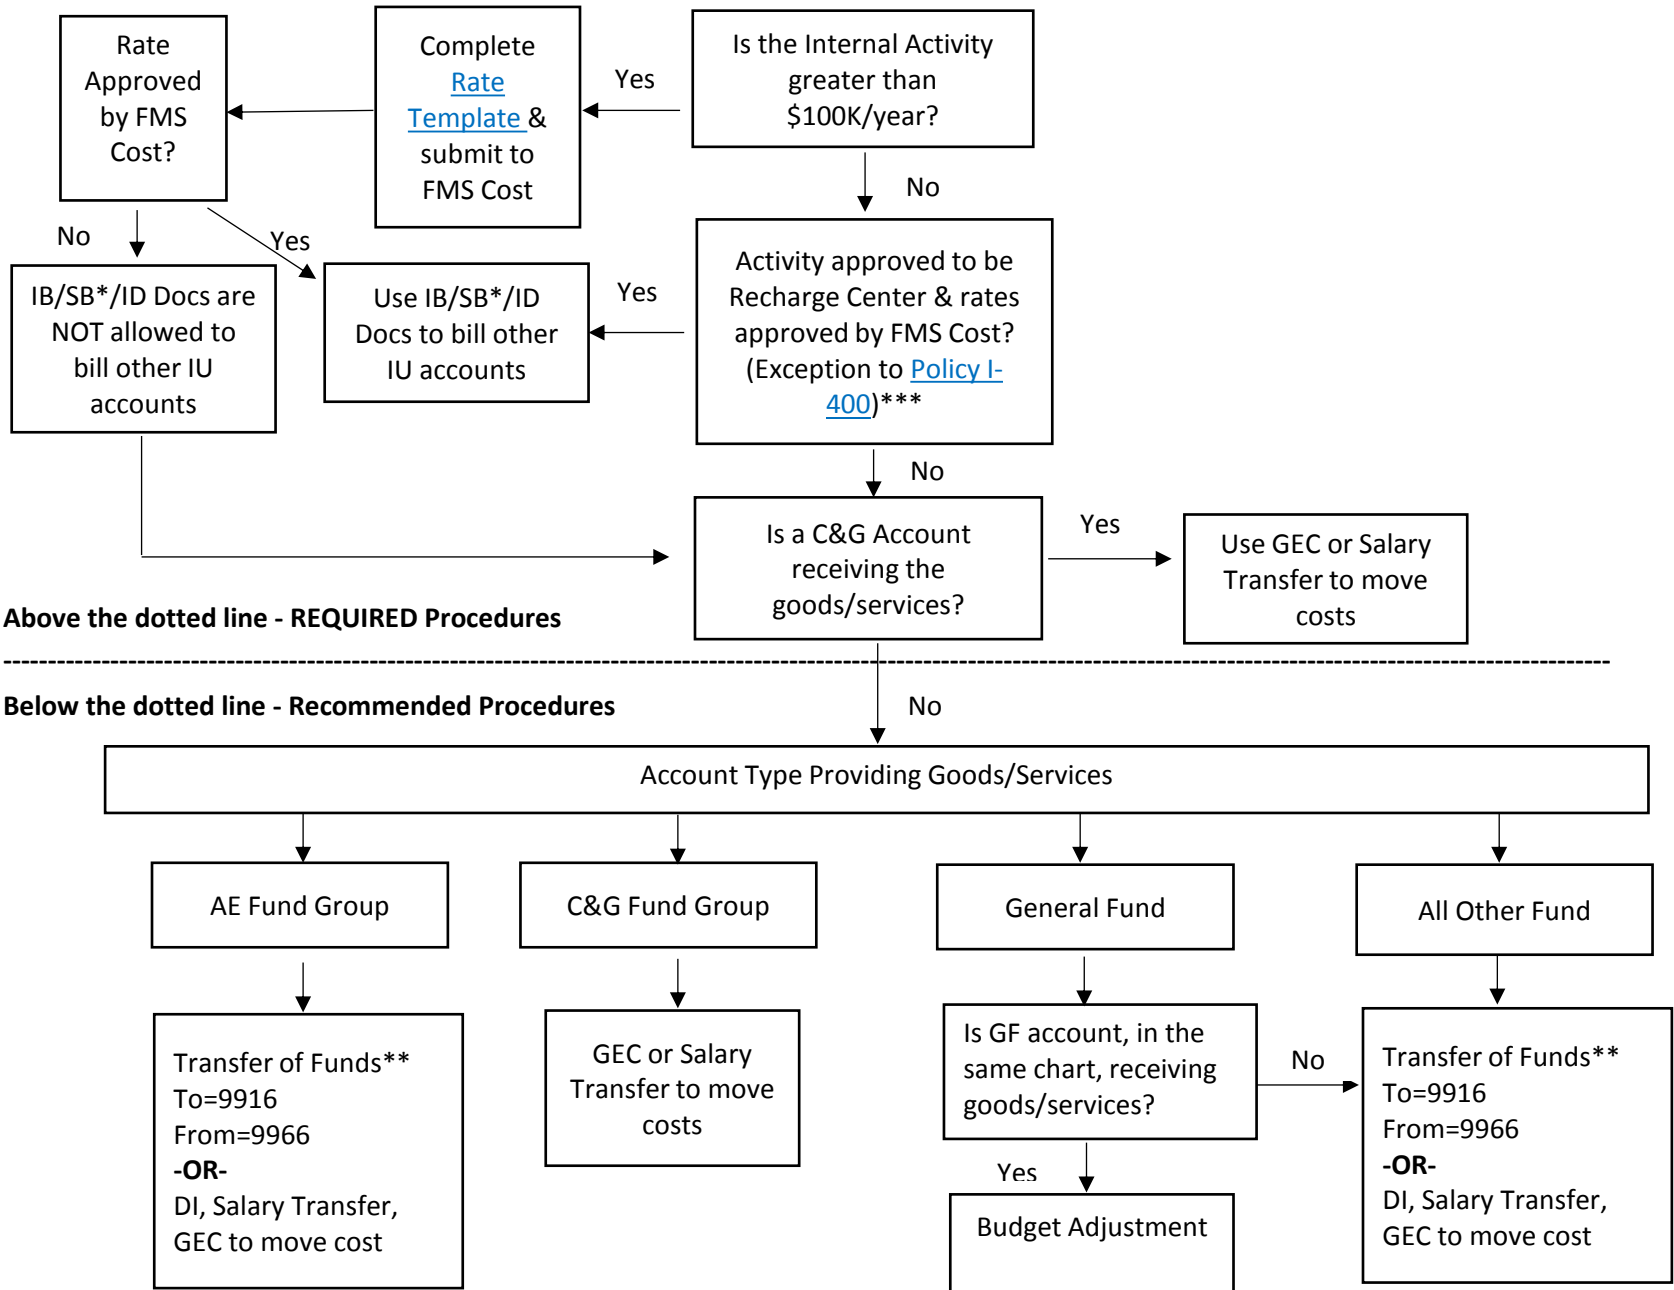 Rate
Approved
by FMS
Cost?
Complete
Rate
Template &
submit to
FMS Cost
Yes
Is the Internal Activity
greater than
$100K/year?
No
No
Yes
IB/SB*/ID Docs are
NOT allowed to
bill other IU
accounts
Use IB/SB*/ID
Docs to bill other
IU accounts
Yes
Activity approved to be
Recharge Center & rates
approved by FMS Cost?
(Exception to Policy I-
400)***
No
Is a C&G Account
receiving the
goods/services?
Yes
Use GEC or Salary
Transfer to move
costs
Above the dotted line - REQUIRED Procedures
Below the dotted line - Recommended Procedures
No
Account Type Providing Goods/Services
AE Fund Group
C&G Fund Group
General Fund
All Other Fund
Transfer of Funds**
To=9916
From=9966
-OR-
DI, Salary Transfer,
GEC to move cost
GEC or Salary
Transfer to move
costs
Is GF account, in the
same chart, receiving
goods/services?
No
Yes
Budget Adjustment
Transfer of Funds**
To=9916
From=9966
-OR-
DI, Salary Transfer,
GEC to move cost